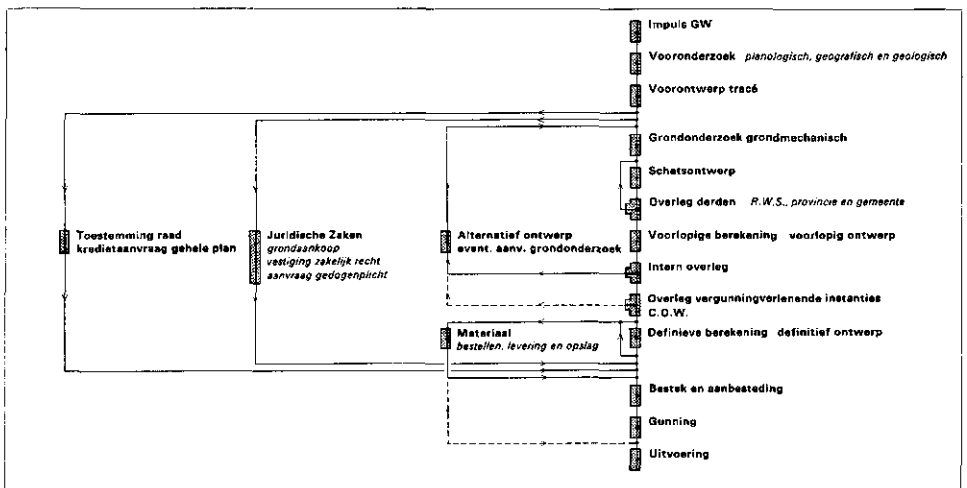 Impuls GW
Vooronderzoek planologisch, geografisch en geologisch
Voorontwerp tracé
Grondonderzoek grondmechanisch
Schetsontwerp
Overleg derden R.W.S., provincie en gemeente
Toestemming raad
kredietaanvraag gehele plan
Juridische Zaken
grondaankoop
vestiging zakelijk recht
aanvraag gedogenplicht
Alternatief ontwerp
event. aanv. grondonderzoek
Voorlopige berekening voorlopig ontwerp
Intern overleg
Overleg vergunningverlenende instanties
C.O.W.
Materiaal
bestellen, levering en opslag
Definieve berekening definitief ontwerp
Bestek en aanbesteding
Gunning
Uitvoering